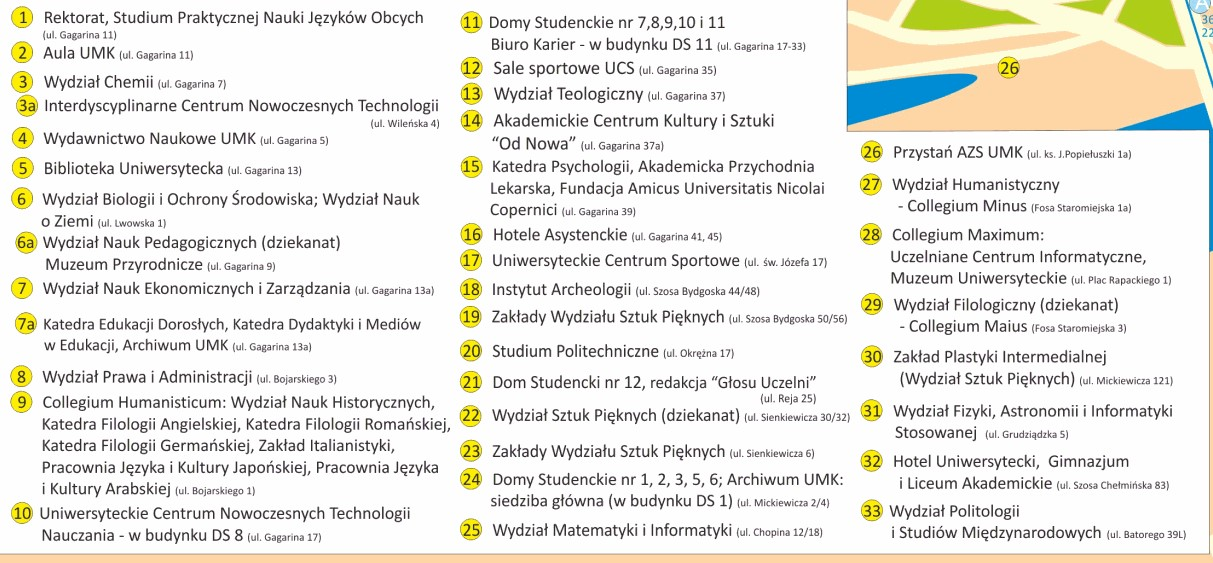 1 Rektorat, Studium Praktycznej Nauki Języków Obcych
(ul. Gagarina 11)
2 Aula UMK (ul. Gagarina 11)
3 Wydział Chemii (ul. Gagarina 7)
3a Interdyscyplinarne Centrum Nowoczesnych Technologii
(ul. Wileńska 4)
4 Wydawnictwo Naukowe UMK (ul. Gagarina 5)
5 Biblioteka Uniwersytecka (ul. Gagarina 13)
6 Wydział Biologii i Ochrony Środowiska; Wydział Nauk
o Ziemi (ul. Lwowska 1)
6a Wydział Nauk Pedagogicznych (dziekanat)
Muzeum Przyrodnicze (ul. Gagarina 9)
7 Wydział Nauk Ekonomicznych i Zarządzania (ul. Gagarina 13a)
7a Katedra Edukacji Dorosłych, Katedra Dydaktyki i Mediów
w Edukacji, Archiwum UMK (ul. Gagarina 13a)
8 Wydział Prawa i Administracji (ul. Bojarskiego 3)
9 Collegium Humanisticum: Wydział Nauk Historycznych,
Katedra Filologii Angielskiej, Katedra Filologii Romańskiej,
Katedra Filologii Germańskiej, Zakład Italianistyki,
Pracownia Języka i Kultury Japońskiej, Pracownia Języka
i Kultury Arabskiej (ul. Bojarskiego 1)
10 Uniwersyteckie Centrum Nowoczesnych Technologii
Nauczania - w budynku DS 8 (ul. Gagarina 17)
11 Domy Studenckie nr 7,8,9,10 i 11
Biuro Karier - w budynku DS 11 (ul. Gagarina 17-33)
12 Sale sportowe UCS (ul. Gagarina 35)
13 Wydział Teologiczny (ul. Gagarina 37)
14 Akademickie Centrum Kultury i Sztuki
"Od Nowa" (ul. Gagarina 37a)
15 Katedra Psychologii, Akademicka Przychodnia
Lekarska, Fundacja Amicus Universitatis Nicolai
Copernici (ul. Gagarina 39)
16 Hotele Asystenckie (ul. Gagarina 41, 45)
17 Uniwersyteckie Centrum Sportowe (ul. św. Józefa 17)
18 Instytut Archeologii (ul. Szosa Bydgoska 44/48)
19 Zakłady Wydziału Sztuk Pięknych (ul. Szosa Bydgoska 50/56)
20 Studium Politechniczne (ul. Okrężna 17)
21 Dom Studencki nr 12, redakcja "Głosu Uczelni"
(ul. Reja 25)
22 Wydział Sztuk Pięknych (dziekanat) (ul. Sienkiewicza 30/32)
23 Zakłady Wydziału Sztuk Pięknych (ul. Sienkiewicza 6)
24 Domy Studenckie nr 1, 2, 3, 5, 6; Archiwum UMK:
siedziba główna (w budynku DS 1) (ul. Mickiewicza 2/4)
25 Wydział Matematyki i Informatyki (ul. Chopina 12/18)
A
36
22
26
26 Przystań AZS UMK (ul. ks. J.Popiełuszki 1a)
27 Wydział Humanistyczny
- Collegium Minus (Fosa Staromiejska 1a)
28 Collegium Maximum:
Uczelniane Centrum Informatyczne,
Muzeum Uniwersyteckie (ul. Plac Rapackiego 1)
29 Wydział Filologiczny (dziekanat)
- Collegium Maius (Fosa Staromiejska 3)
30 Zakład Plastyki Intermedialnej
(Wydział Sztuk Pięknych) (ul. Mickiewicza 121)
31 Wydział Fizyki, Astronomii i Informatyki
Stosowanej (ul. Grudziądzka 5)
32 Hotel Uniwersytecki, Gimnazjum
i Liceum Akademickie (ul. Szosa Chełmińska 83)
33 Wydział Politologii
i Studiów Międzynarodowych (ul. Batorego 39L)